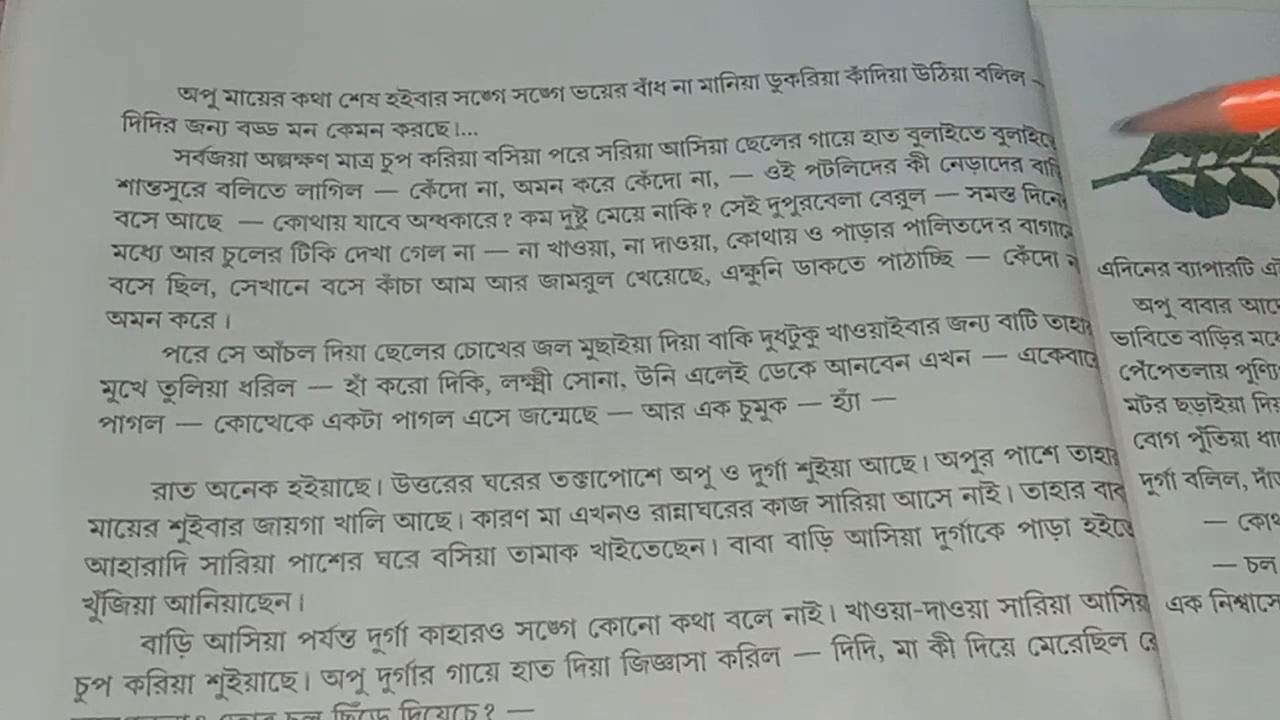 অপু মায়ের কথা শেষ হইবার সঙ্গে সঙ্গে ভয়ের বাঁধ না মানিয়া ডুকরিয়া কাঁদিয়া উঠিয়া বলিল —
দিদির জন্য বড্ড মন কেমন করছে।...
সর্বজয়া অল্পক্ষণ মাত্র চুপ করিয়া বসিয়া পরে সরিয়া আসিয়া ছেলের গায়ে হাত বুলাইতে বুলাইতে
শান্তসুরে বলিতে লাগিল — কেঁদো না, অমন করে কেঁদো না, — ওই পটলিদের কী নেড়াদের বাড়ি
বসে আছে — কোথায় যাবে অন্ধকারে? কম দুষ্টু মেয়ে নাকি? সেই দুপুরবেলা বেরুল — সমস্ত দিনের
মধ্যে আর চুলের টিকি দেখা গেল না — না খাওয়া, না দাওয়া, কোথায় ও পাড়ার পালিতদের বাগানে
বসে ছিল, সেখানে বসে কাঁচা আম আর জামরুল খেয়েছে, এক্ষুনি ডাকতে পাঠাচ্ছি — কেঁদো
অমন করে।
পরে সে আঁচল দিয়া ছেলের চোখের জল মুছাইয়া দিয়া বাকি দুধটুকু খাওয়াইবার জন্য বাটি তাহার
মুখে তুলিয়া ধরিল — হাঁ করো দিকি, লক্ষ্মী সোনা, উনি এলেই ডেকে আনবেন এখন — একেবারে
পাগল — কোত্থেকে একটা পাগল এসে জন্মেছে — আর এক চুমুক — হ্যাঁ —
রাত অনেক হইয়াছে। উত্তরের ঘরের তক্তাপোশে অপু ও দুর্গা শুইয়া আছে। অপুর পাশে তাহার
মায়ের শুইবার জায়গা খালি আছে। কারণ মা এখনও রান্নাঘরের কাজ সারিয়া আসে নাই। তাহার বাবা
আহারাদি সারিয়া পাশের ঘরে বসিয়া তামাক খাইতেছেন। বাবা বাড়ি আসিয়া দুর্গাকে পাড়া হইতে
খুঁজিয়া আনিয়াছেন।
বাড়ি আসিয়া পর্যন্ত দুর্গা কাহারও সঙ্গে কোনো কথা বলে নাই। খাওয়া-দাওয়া সারিয়া আসিয়া
চুপ করিয়া শুইয়াছে। অপু দুর্গার গায়ে হাত দিয়া জিজ্ঞাসা করিল — দিদি, মা কী দিয়ে মেরেছিল রে
চুল ছিঁড়ে দিয়েছে? —
এদিনের ব্যাপারটি
অপু বাবার
ভাবিতে বাড়ির
পেঁপেতলায়
মটর ছড়াইয়া
বোগ পুঁতিয়া
দুর্গা বলিল,
—
— চল
এক নিশ্বাসে